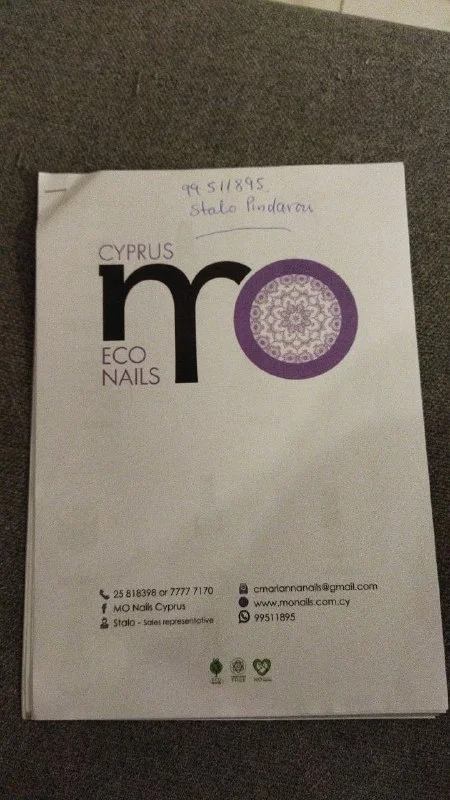 99 511895.
Stalo Pindarou
CYPRUS
mo
ECO
NAILS
25 818398 or 7777 7170
MO Nails Cyprus
Stalo - Sales representative
cmariannanails@gmail.com
www.monails.com.cy
99511895